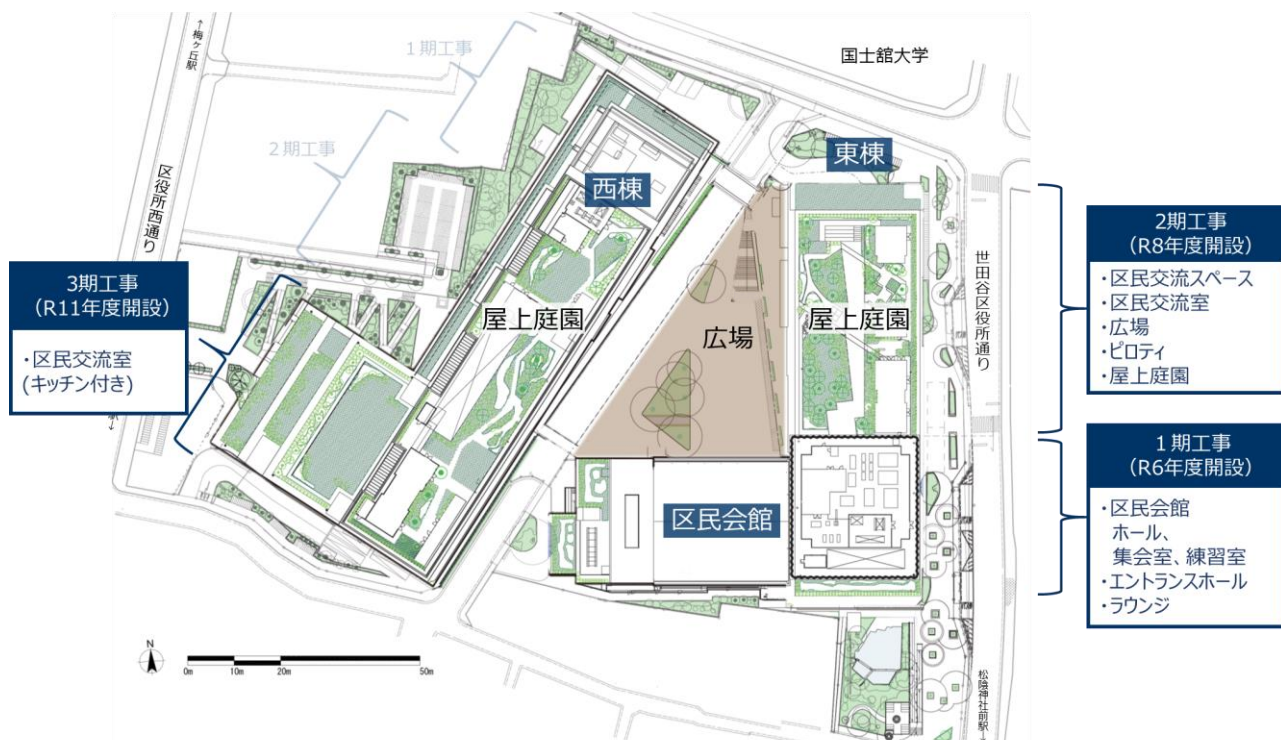 ←梅ヶ丘駅
区役所西通り
1期工事
2期工事
国士舘大学
東棟
西棟
屋上庭園
広場
屋上庭園
世田谷区役所通り
区民会館
松陰神社前駅→
3期工事
(R11年度開設)
・区民交流室
(キッチン付き)
2期工事
(R8年度開設)
・区民交流スペース
・区民交流室
・広場
・ピロティ
・屋上庭園
1期工事
(R6年度開設)
・区民会館
ホール、
集会室、練習室
・エントランスホール
・ラウンジ
N
0m 10m 20m 50m